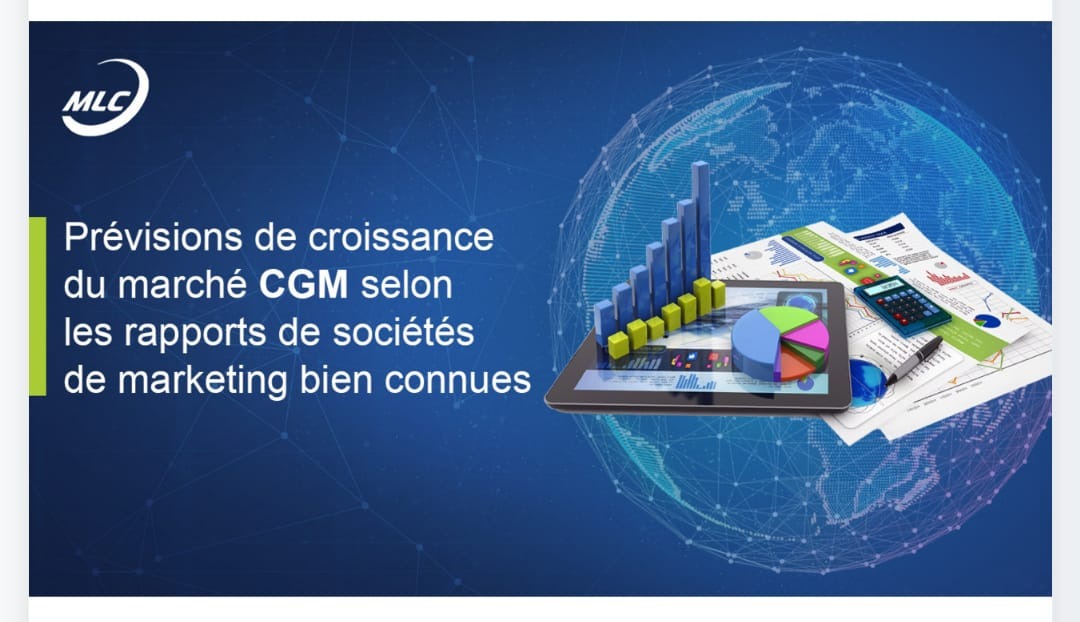 MLC
Prévisions de croissance
du marché CGM selon
les rapports de sociétés
de marketing bien connues